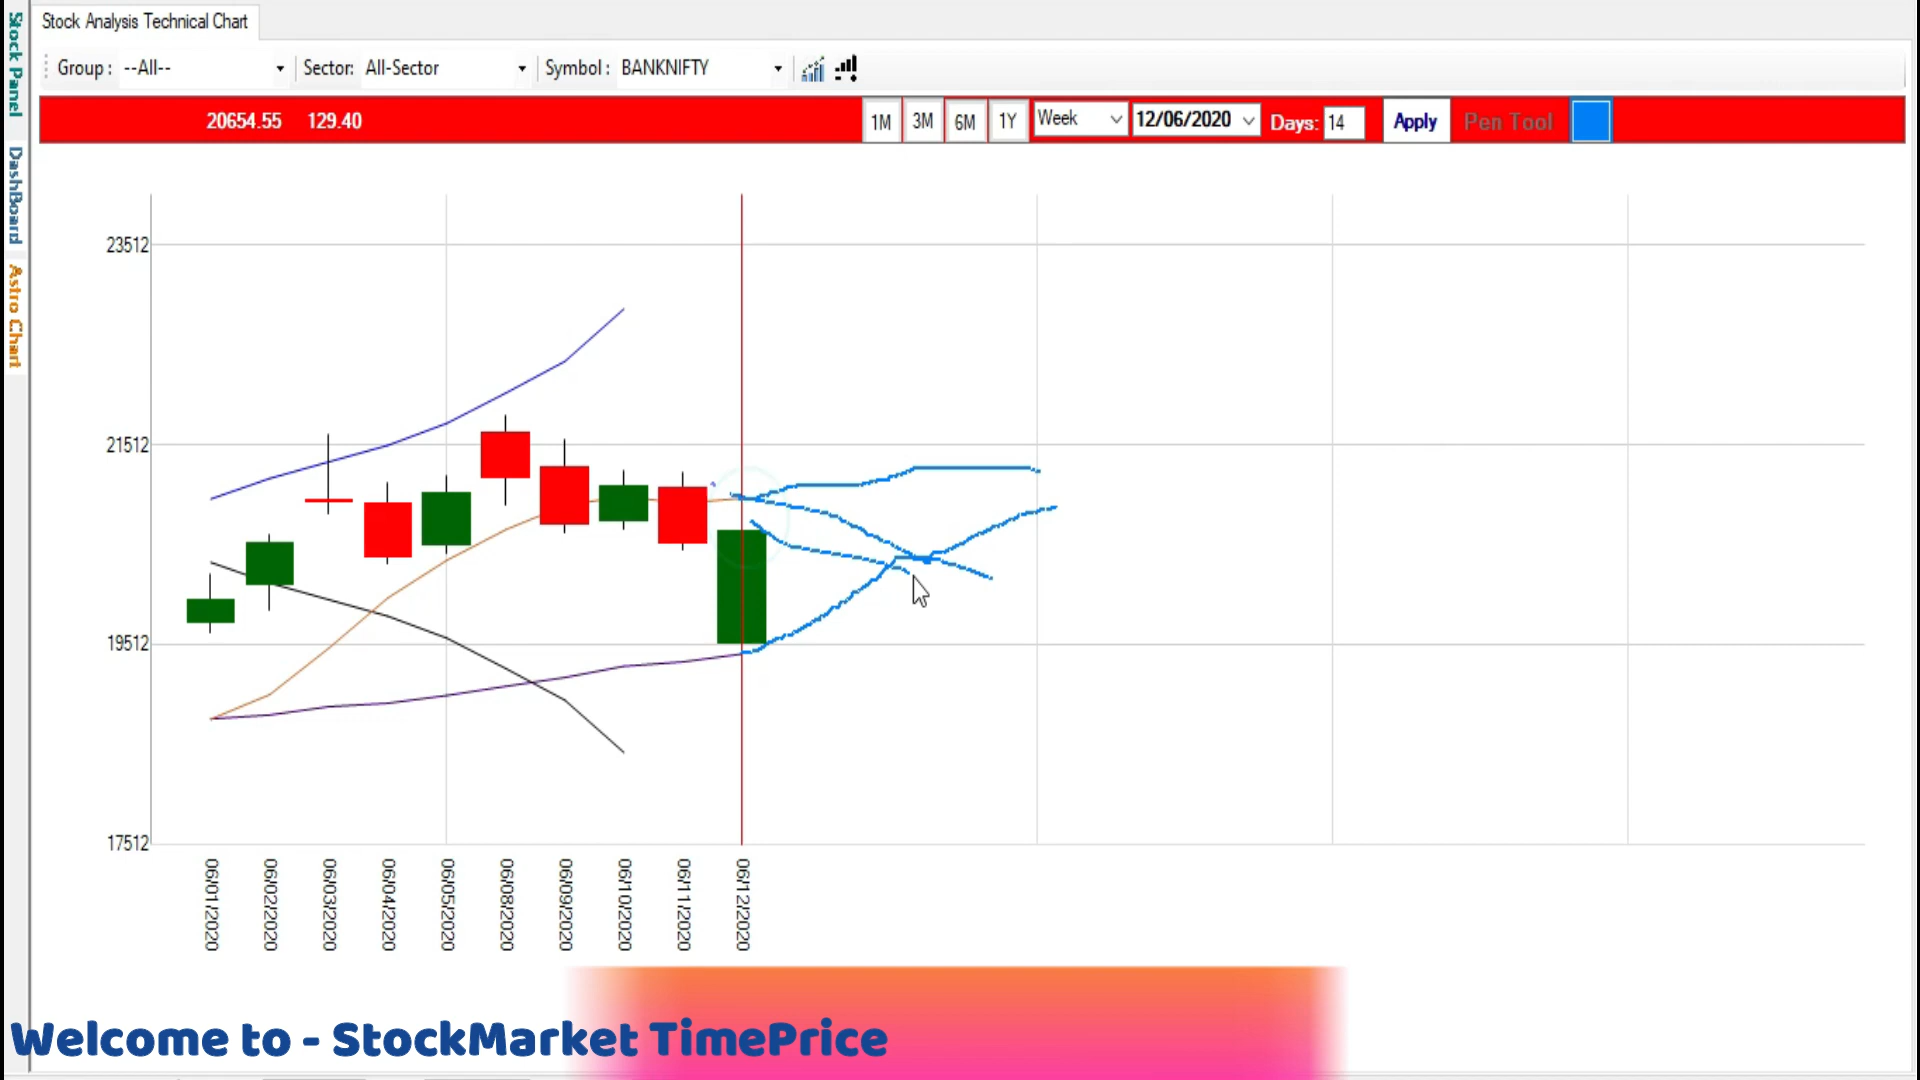 Stock Analysis Technical Chart
Group : --All-- Sector: All-Sector Symbol : BANKNIFTY
20654.55 129.40 1M 3M 6M 1Y Week 12/06/2020 Days: 14 Apply Pen Tool
Stock Panel
DashBoard
Astro Chart
23512
21512
19512
17512
06/01/2020
06/02/2020
06/03/2020
06/04/2020
06/05/2020
06/08/2020
06/09/2020
06/10/2020
06/11/2020
06/12/2020
Welcome to - StockMarket TimePrice